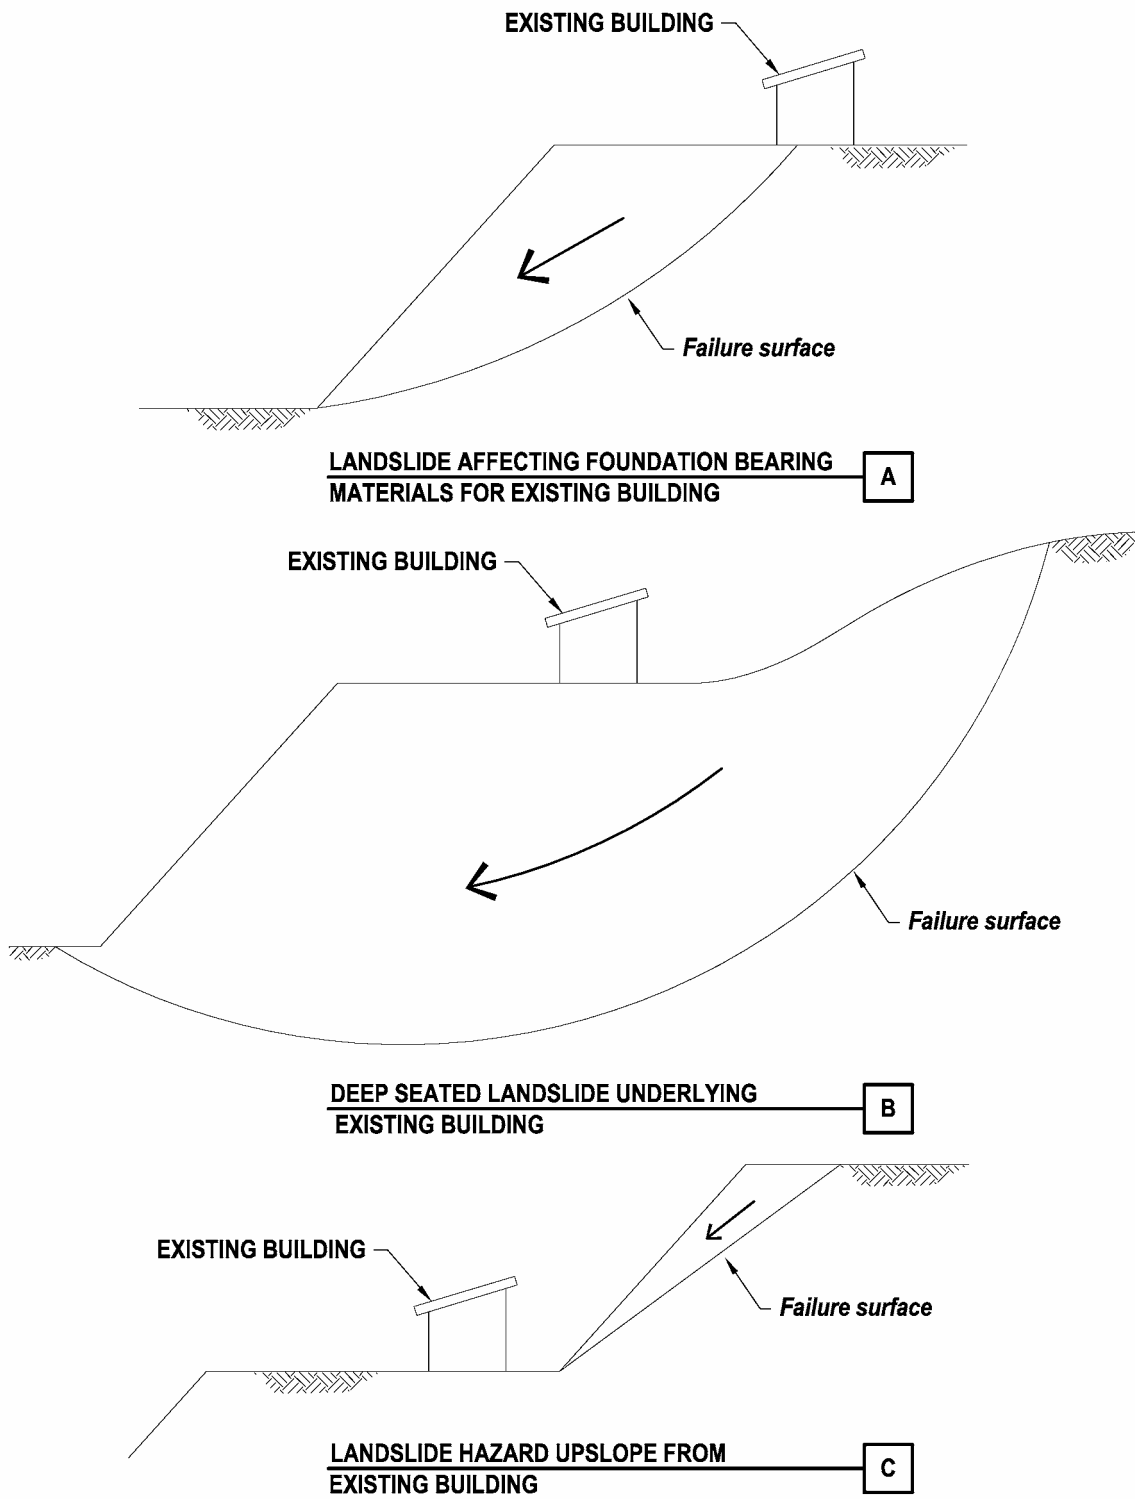 EXISTING BUILDING
Failure surface
LANDSLIDE AFFECTING FOUNDATION BEARING
MATERIALS FOR EXISTING BUILDING
A
EXISTING BUILDING
Failure surface
DEEP SEATED LANDSLIDE UNDERLYING
EXISTING BUILDING
B
EXISTING BUILDING
Failure surface
LANDSLIDE HAZARD UPSLOPE FROM
EXISTING BUILDING
C